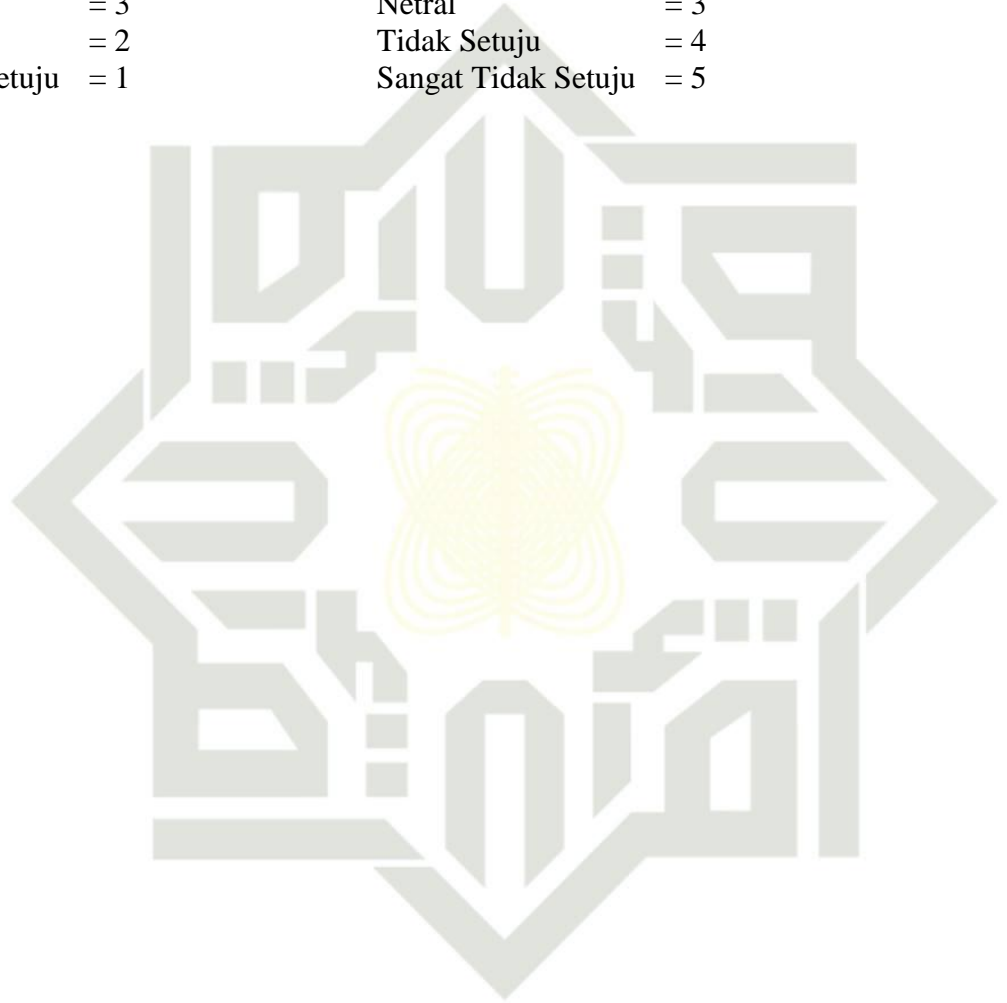 = 3 Netral = 3
= 2 Tidak Setuju = 4
etuju = 1 Sangat Tidak Setuju = 5